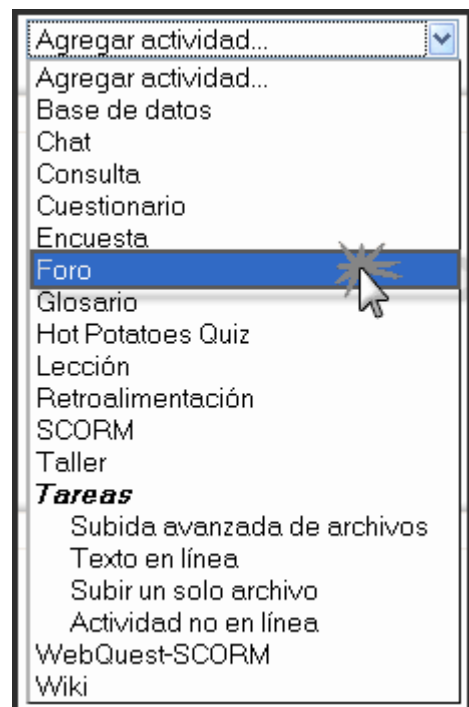 Agregar actividad...
Agregar actividad...
Base de datos
Chat
Consulta
Cuestionario
Encuesta
Foro
Glosario
Hot Potatoes Quiz
Lección
Retroalimentación
SCORM
Taller
Tareas
Subida avanzada de archivos
Texto en línea
Subir un solo archivo
Actividad no en línea
WebQuest-SCORM
Wiki